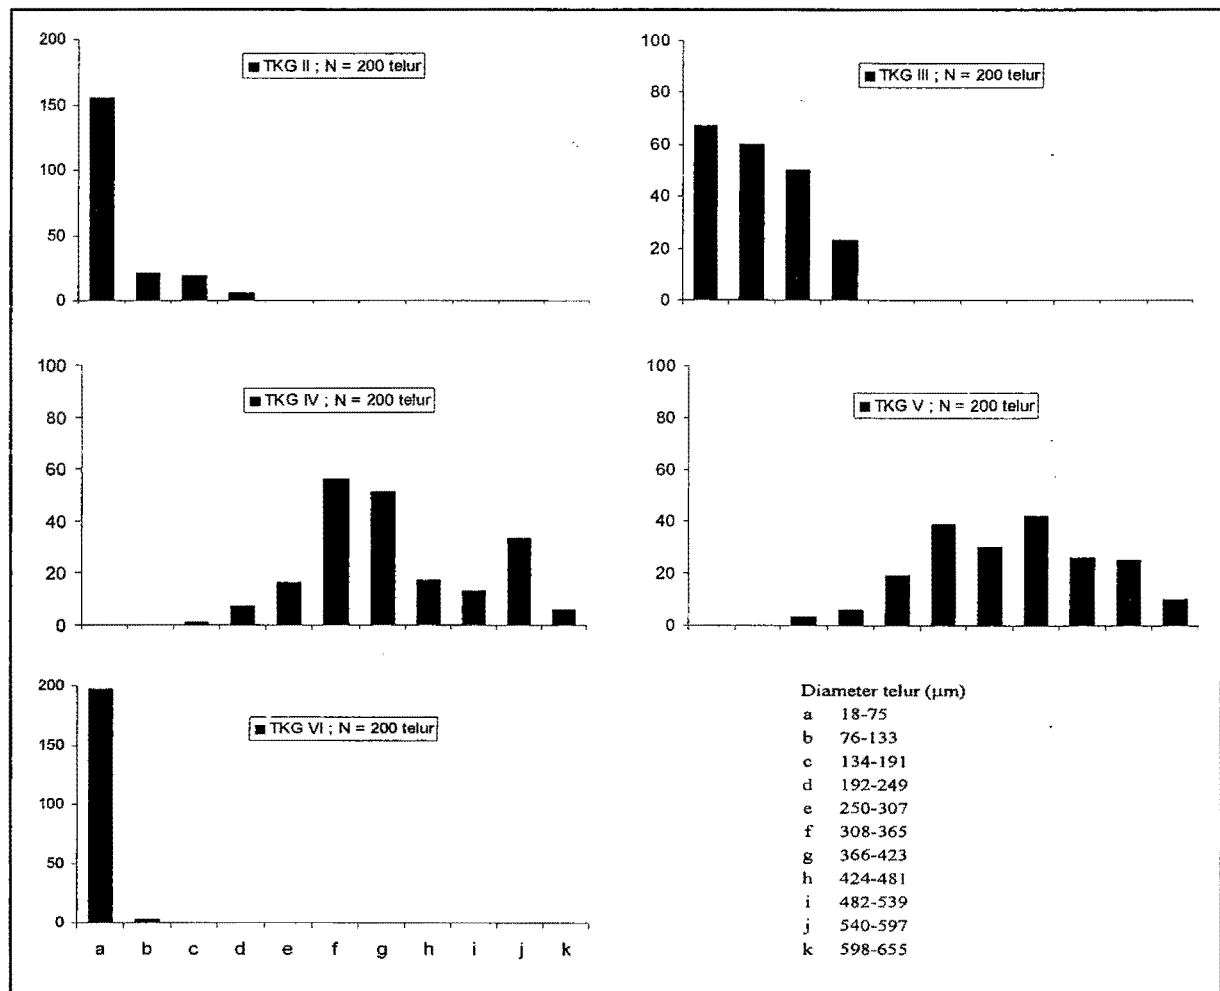 200
150
100
50
0
TKG II ; N = 200 telur
100
80
60
40
20
0
TKG III ; N = 200 telur
100
80
60
40
20
0
TKG IV ; N = 200 telur
100
80
60
40
20
0
TKG V ; N = 200 telur
200
150
100
50
0
TKG VI ; N = 200 telur
a b c d e f g h i j k
Diameter telur (µm)
a 18-75
b 76-133
c 134-191
d 192-249
e 250-307
f 308-365
g 366-423
h 424-481
i 482-539
j 540-597
k 598-655